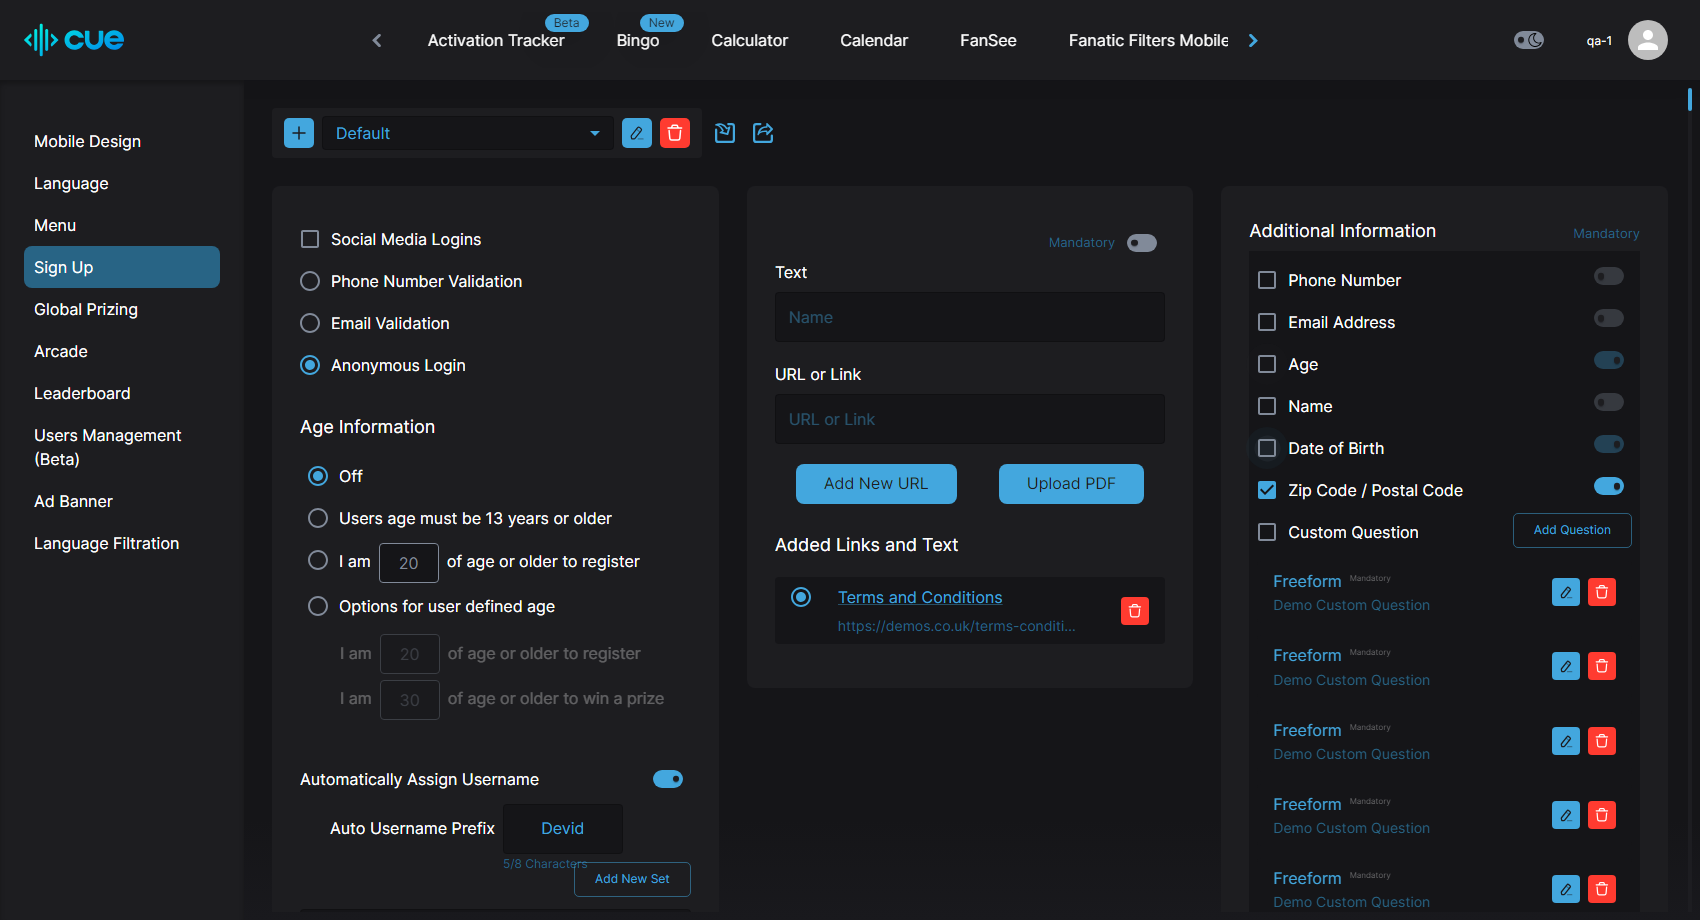 cue
Activation Tracker
Beta
Bingo
New
Calculator
Calendar
FanSee
Fanatic Filters Mobile
qa-1
Mobile Design
Language
Menu
Sign Up
Global Prizing
Arcade
Leaderboard
Users Management
(Beta)
Ad Banner
Language Filtration
Default
Social Media Logins
Phone Number Validation
Email Validation
Anonymous Login
Age Information
Off
Users age must be 13 years or older
I am 20 of age or older to register
Options for user defined age
I am 20 of age or older to register
I am 30 of age or older to win a prize
Automatically Assign Username
Auto Username Prefix Devid
5/8 Characters
Add New Set
Mandatory
Text
Name
URL or Link
URL or Link
Add New URL
Upload PDF
Added Links and Text
Terms and Conditions
https://demos.co.uk/terms-conditi...
Additional Information
Mandatory
Phone Number
Email Address
Age
Name
Date of Birth
Zip Code / Postal Code
Custom Question
Add Question
Freeform Mandatory
Demo Custom Question
Freeform Mandatory
Demo Custom Question
Freeform Mandatory
Demo Custom Question
Freeform Mandatory
Demo Custom Question
Freeform Mandatory
Demo Custom Question